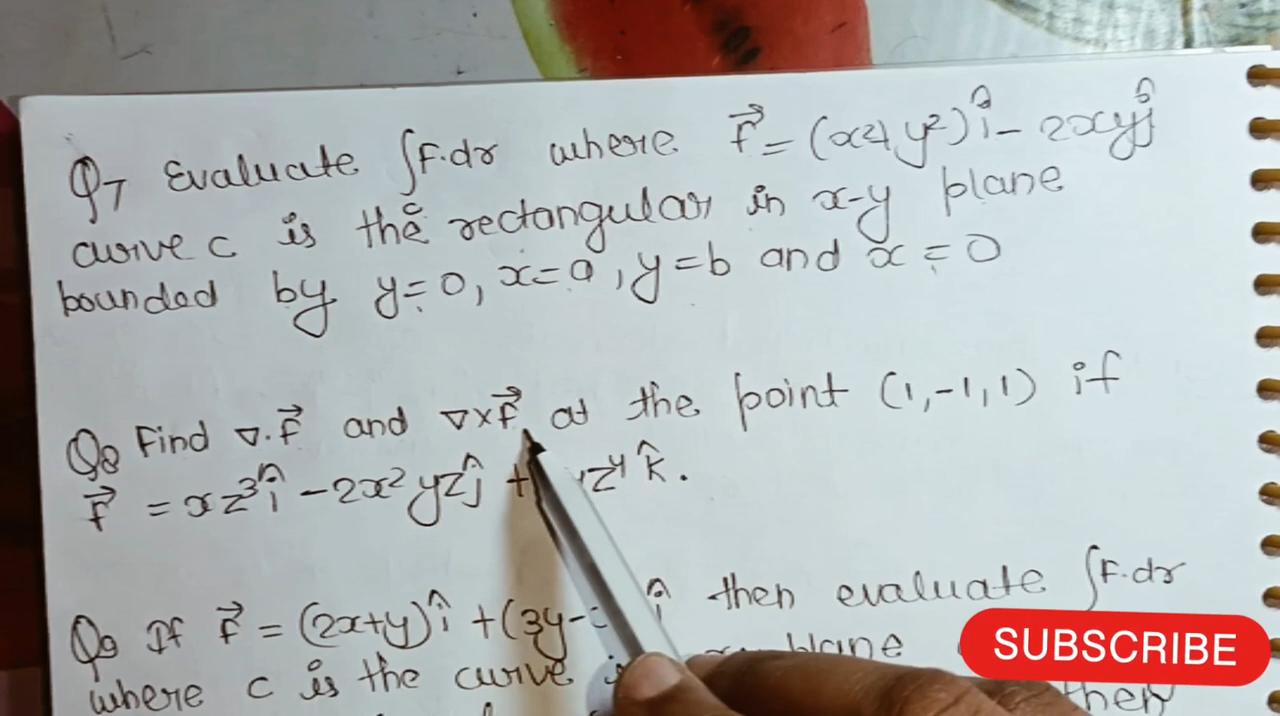 Q7 Evaluate ∫F.dr where F⃗ = (x2+y²)î - 2xyĵ
c
curve c is the rectangular in x-y plane
bounded by y=0, x=a, y=b and x=0
Q8 Find ∇.F⃗ and ∇×F⃗ at the point (1,-1,1) if
F⃗ = xz³î - 2x²yzĵ + yz⁴ k̂.
Q9 If F⃗ = (2x+y)î + (3y- then evaluate ∫F.dr
where c is the curve plane
then
SUBSCRIBE